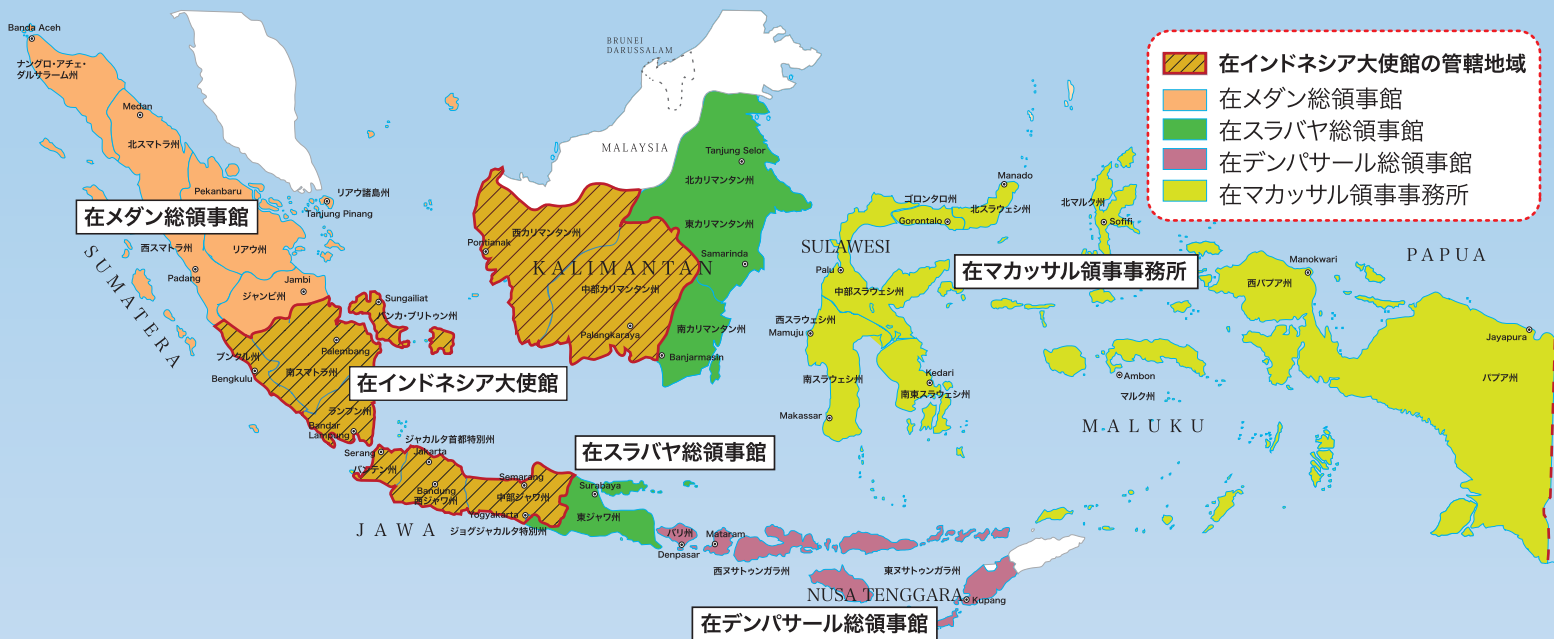 Banda Aceh
ナングロ・アチェ・
ダルサラーム州
Medan
北スマトラ州
Pekanbaru
リアウ諸島州
Tanjung Pinang
在メダン総領事館
西スマトラ州
リアウ州
Padang
Jambi
ジャンビ州
SUMATERA
Sungailiat
バンカ・ブリトゥン州
ブンクル州
Palembang
Bengkulu
南スマトラ州
在インドネシア大使館
ランプン州
Bandar
Lampung
Serang
ジャカルタ首都特別州
Jakarta
バンテン州
Bandung
西ジャワ州
Semarang
中部ジャワ州
Yogyakarta
ジョグジャカルタ特別州
JAWA
在スラバヤ総領事館
Surabaya
東ジャワ州
BRUNEI
DARUSSALAM
MALAYSIA
Tanjung Selor
北カリマンタン州
東カリマンタン州
Samarinda
西カリマンタン州
Pontianak
KALIMANTAN
中部カリマンタン州
Palangkaraya
南カリマンタン州
Banjarmasin
バリ州
Denpasar
Mataram
西ヌサトゥンガラ州
東ヌサトゥンガラ州
NUSA TENGGARA
Kupang
在デンパサール総領事館
Manado
ゴロンタロ州
北スラウェシ州
Gorontalo
SULAWESI
Palu
中部スラウェシ州
西スラウェシ州
Mamuju
南スラウェシ州
Kedari
南東スラウェシ州
Makassar
在マカッサル領事事務所
北マルク州
Sofifi
Ambon
マルク州
MALUKU
Manokwari
西パプア州
PAPUA
Jayapura
パプア州
在インドネシア大使館の管轄地域
在メダン総領事館
在スラバヤ総領事館
在デンパサール総領事館
在マカッサル領事事務所